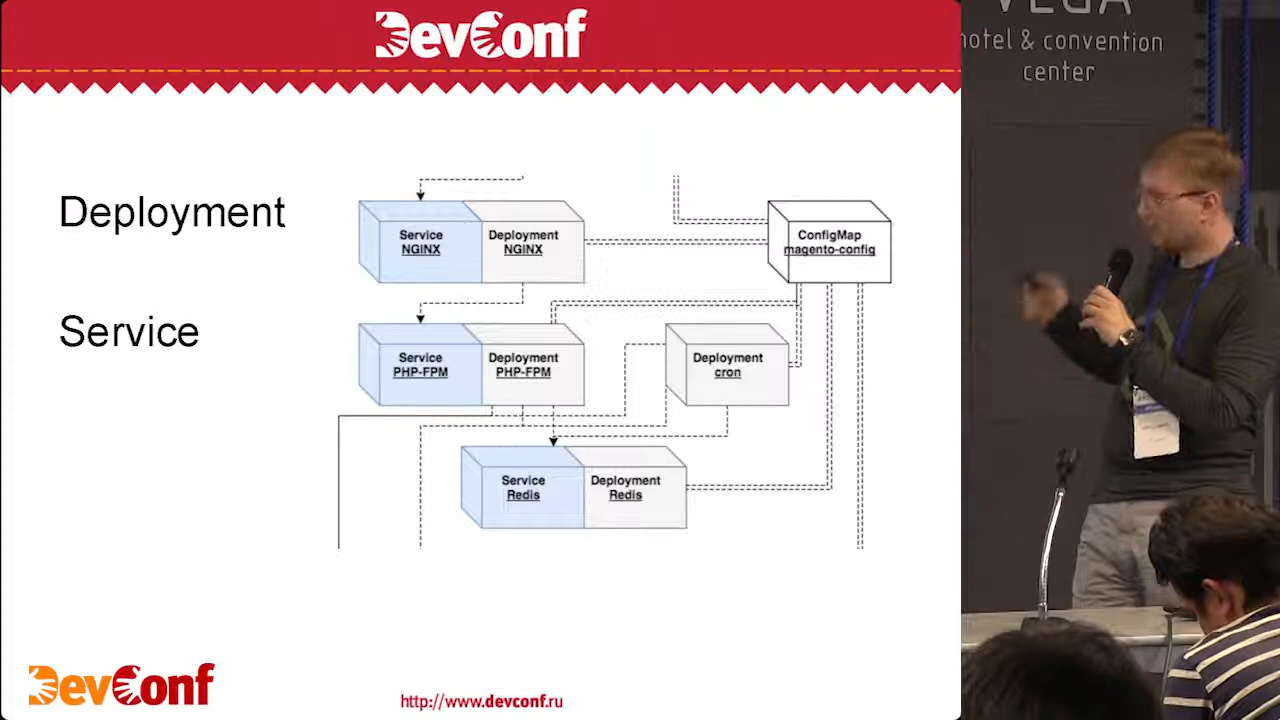 DevConf
VEGA
hotel & convention
center
Deployment
Service
Service
NGINX
Deployment
NGINX
ConfigMap
magento-config
Service
PHP-FPM
Deployment
PHP-FPM
Deployment
cron
Service
Redis
Deployment
Redis
DevConf
http://www.devconf.ru